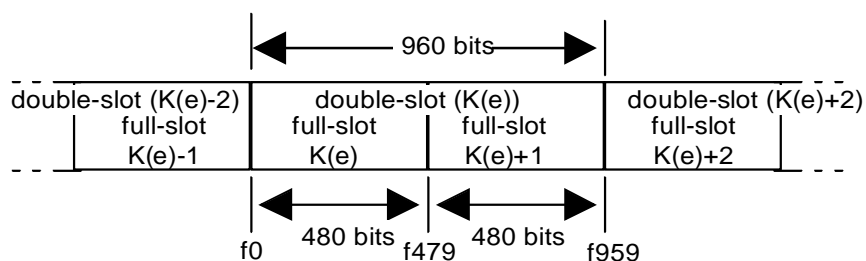 960 bits
double-slot (K(e)-2) double-slot (K(e)) double-slot (K(e)+2)
full-slot full-slot full-slot full-slot
K(e)-1 K(e) K(e)+1 K(e)+2
480 bits 480 bits
f0 f479 f959